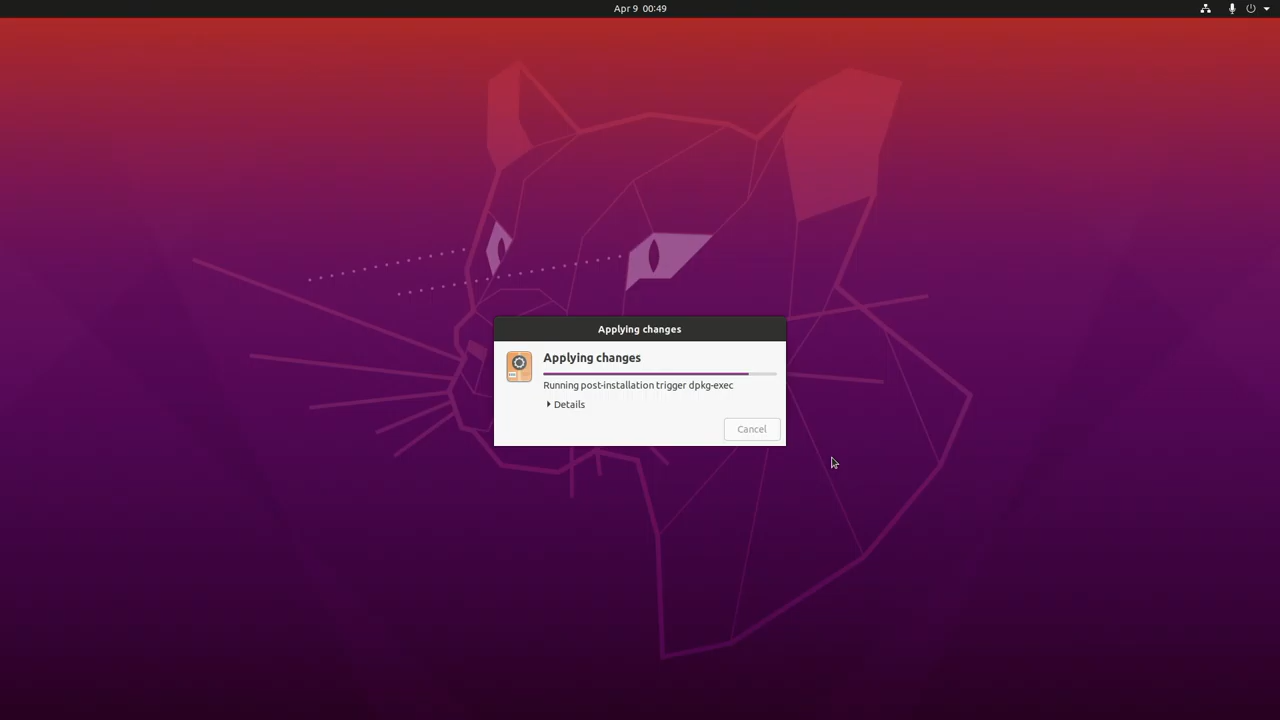 Apr 9 00:49
Applying changes
Applying changes
Running post-installation trigger dpkg-exec
Details
Cancel